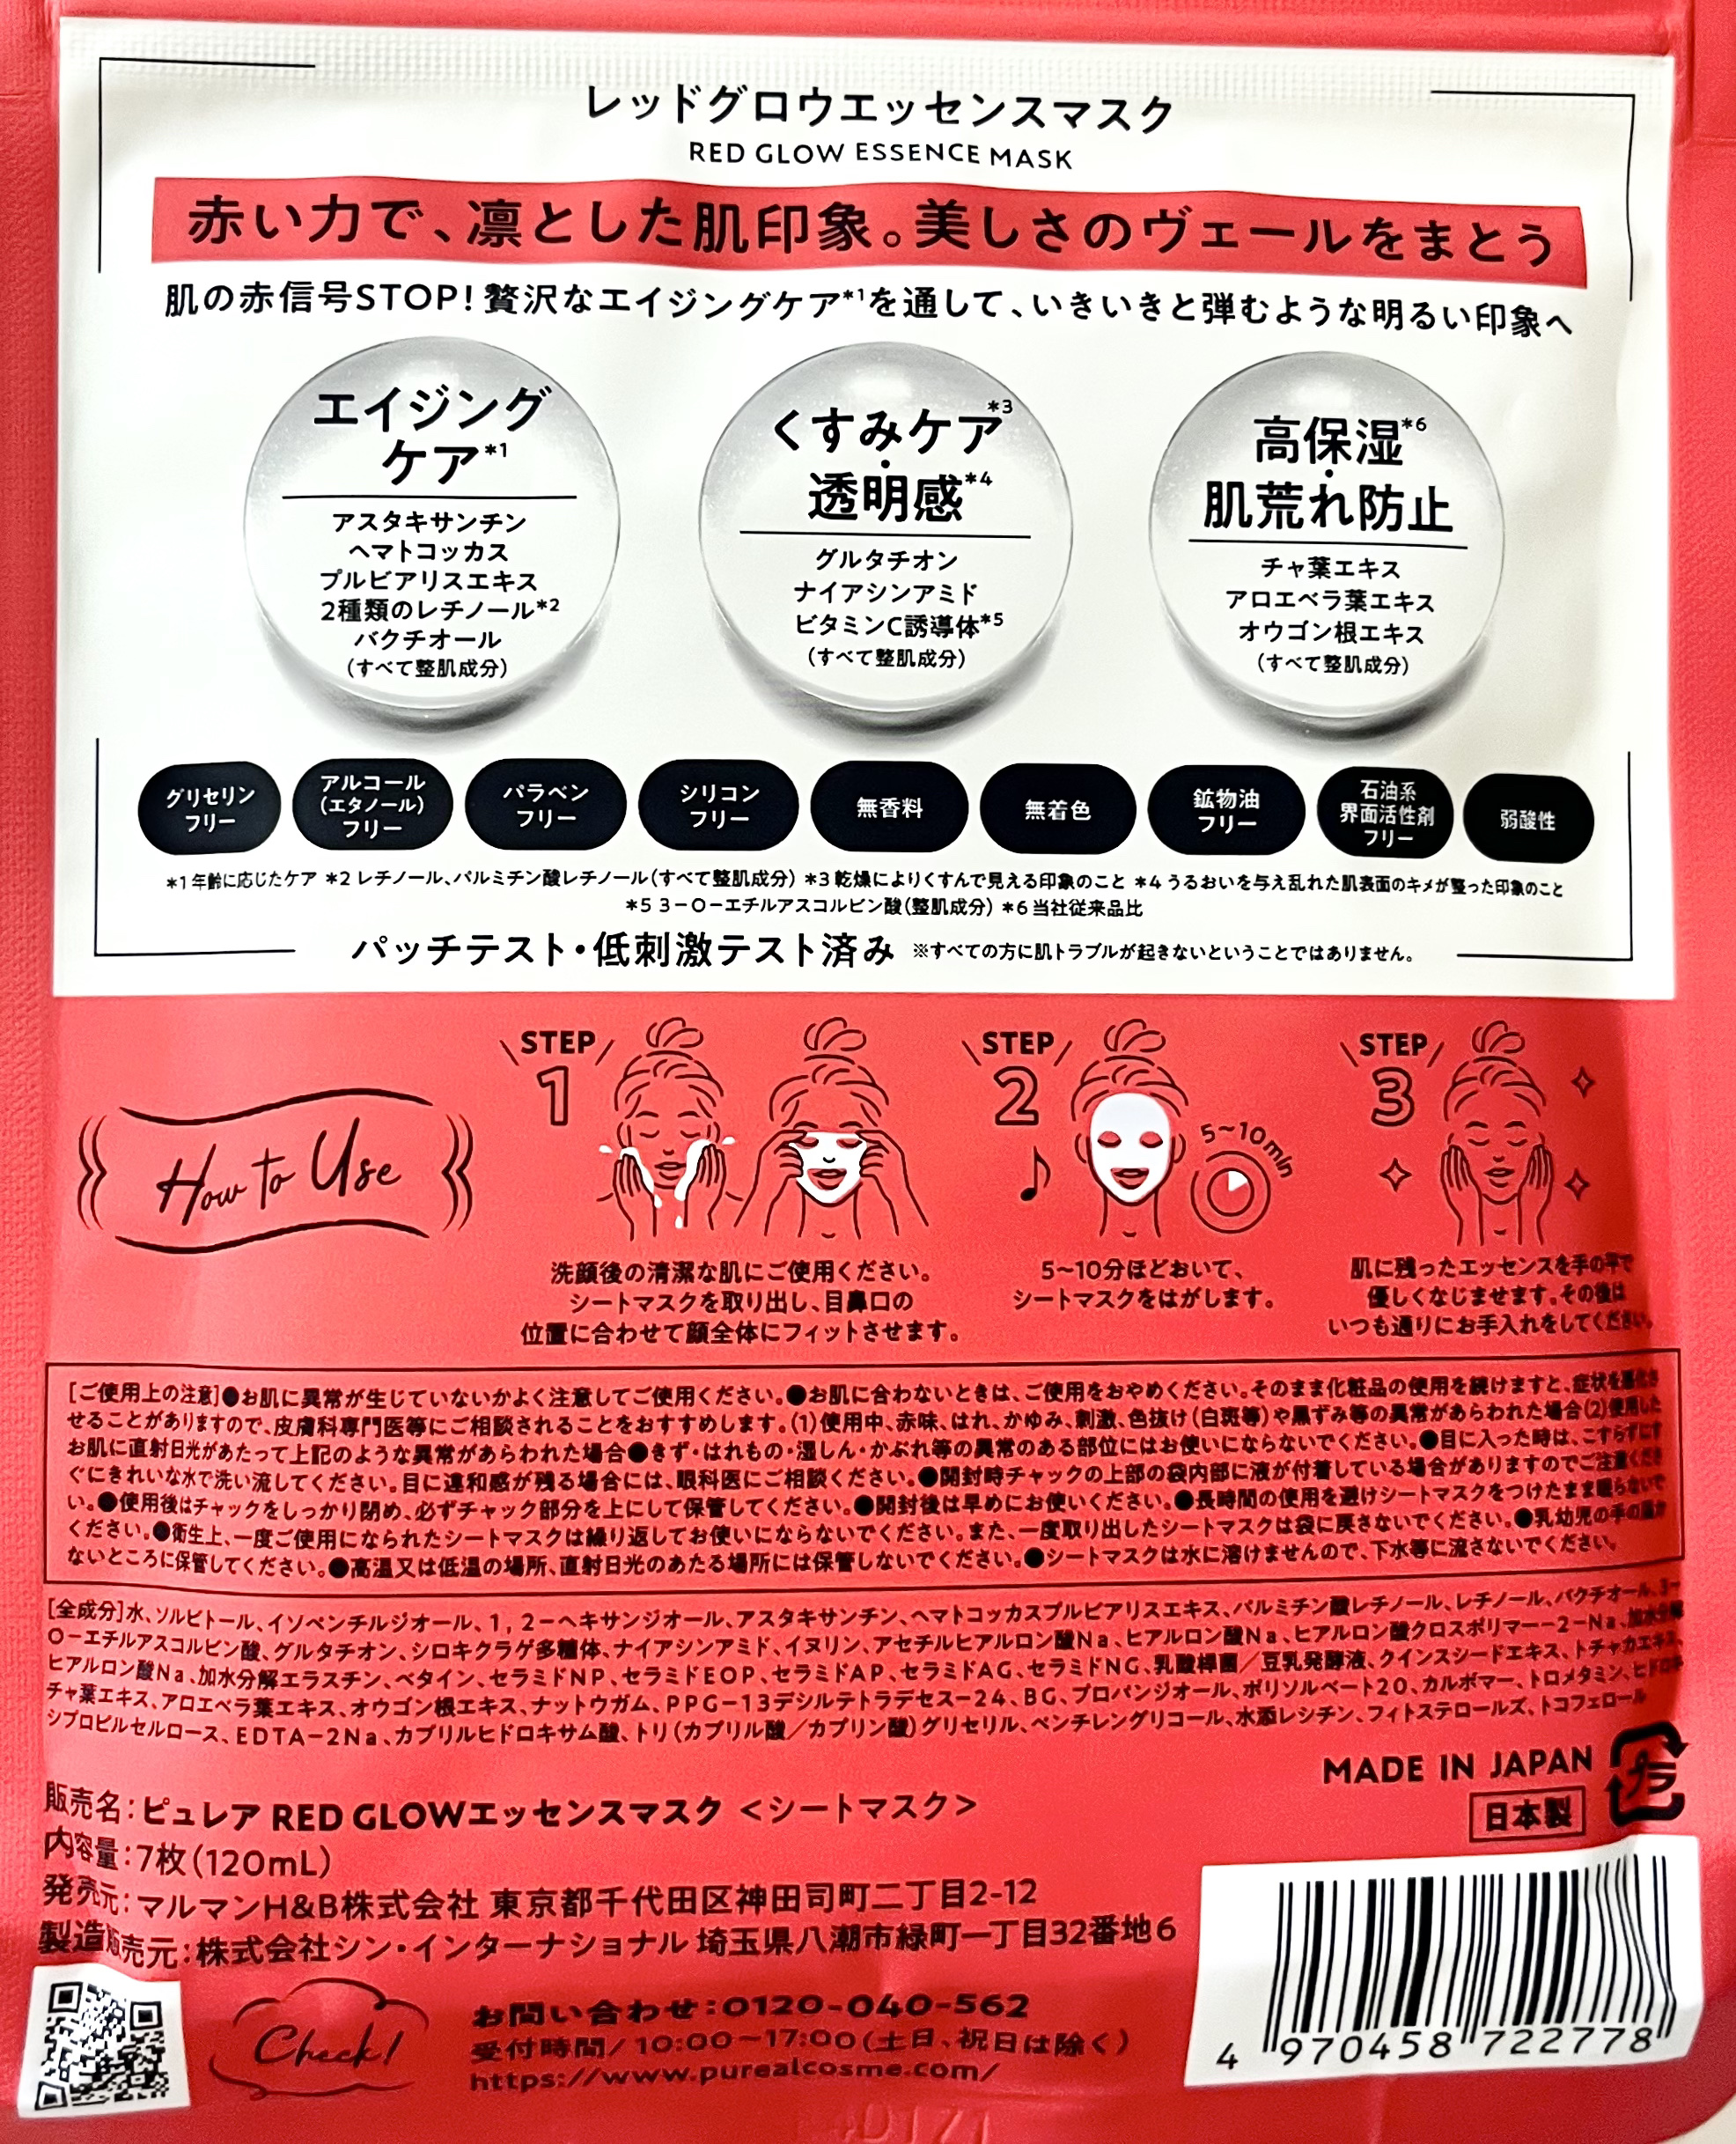 レッドグロウエッセンスマスク
RED GLOW ESSENCE MASK
赤い力で、凛とした肌印象。美しさのヴェールをまとう
肌の赤信号STOP! 贅沢なエイジングケア*1を通して、いきいきと弾むような明るい印象へ
エイジング
ケア*1
アスタキサンチン
ヘマトコッカス
プルビアリスエキス
2種類のレチノール*2
バクチオール
(すべて整肌成分)
くすみケア*3
・
透明感*4
グルタチオン
ナイアシンアミド
ビタミンC誘導体*5
(すべて整肌成分)
高保湿*6
・
肌荒れ防止
チャ葉エキス
アロエベラ葉エキス
オウゴン根エキス
(すべて整肌成分)
グリセリン
フリー
アルコール
(エタノール)
フリー
パラベン
フリー
シリコン
フリー
無香料
無着色
鉱物油
フリー
石油系
界面活性剤
フリー
弱酸性
*1 年齢に応じたケア *2 レチノール、パルミチン酸レチノール(すべて整肌成分) *3 乾燥によりくすんで見える印象のこと *4 うるおいを与え乱れた肌表面のキメが整った印象のこと
*5 3-O-エチルアスコルビン酸(整肌成分) *6 当社従来品比
パッチテスト・低刺激テスト済み ※すべての方に肌トラブルが起きないということではありません。
How to Use
STEP
1
洗顔後の清潔な肌にご使用ください。
シートマスクを取り出し、目鼻口の
位置に合わせて顔全体にフィットさせます。
STEP
2
5~10min
5~10分ほどおいて、
シートマスクをはがします。
STEP
3
肌に残ったエッセンスを手の平で
優しくなじませます。その後は
いつも通りにお手入れをしてください。
[ご使用上の注意]●お肌に異常が生じていないかよく注意してご使用ください。●お肌に合わないときは、ご使用をおやめください。そのまま化粧品の使用を続けますと、症状を悪化さ
せることがありますので、皮膚科専門医等にご相談されることをおすすめします。(1)使用中、赤味、はれ、かゆみ、刺激、色抜け(白斑等)や黒ずみ等の異常があらわれた場合(2)使用した
お肌に直射日光があたって上記のような異常があらわれた場合●きず・はれもの・湿しん・かぶれ等の異常のある部位にはお使いにならないでください。●目に入った時は、こすらずにす
ぐにきれいな水で洗い流してください。目に違和感が残る場合には、眼科医にご相談ください。●開封時チャックの上部の袋内部に液が付着している場合がありますのでご注意くださ
い。●使用後はチャックをしっかり閉め、必ずチャック部分を上にして保管してください。●開封後は早めにお使いください。●長時間の使用を避けシートマスクをつけたまま眠らないで
ください。●衛生上、一度ご使用になられたシートマスクは繰り返してお使いにならないでください。また、一度取り出したシートマスクは袋に戻さないでください。●乳幼児の手の届か
ないところに保管してください。●高温又は低温の場所、直射日光のあたる場所には保管しないでください。●シートマスクは水に溶けませんので、下水等に流さないでください。
[全成分]水、ソルビトール、イソペンチルジオール、1,2-ヘキサンジオール、アスタキサンチン、ヘマトコッカスプルビアリスエキス、パルミチン酸レチノール、レチノール、バクチオール、3-
O-エチルアスコルビン酸、グルタチオン、シロキクラゲ多糖体、ナイアシンアミド、イヌリン、アセチルヒアルロン酸Na、ヒアルロン酸Na、ヒアルロン酸クロスポリマー-2-Na、加水分解
ヒアルロン酸Na、加水分解エラスチン、ベタイン、セラミドNP、セラミドEOP、セラミドAP、セラミドAG、セラミドNG、乳酸桿菌/豆乳発酵液、クインスシードエキス、トチャカエキス、
チャ葉エキス、アロエベラ葉エキス、オウゴン根エキス、ナットウガム、PPG-13デシルテトラデセス-24、BG、プロパンジオール、ポリソルベート20、カルボマー、トロメタミン、ヒドロキ
シプロピルセルロース、EDTA-2Na、カプリルヒドロキサム酸、トリ(カプリル酸/カプリン酸)グリセリル、ペンチレングリコール、水添レシチン、フィトステロールズ、トコフェロール
MADE IN JAPAN
日本製
販売名:ピュレア RED GLOWエッセンスマスク <シートマスク>
内容量:7枚(120mL)
発売元:マルマンH&B株式会社 東京都千代田区神田司町二丁目2-12
製造販売元:株式会社シン・インターナショナル 埼玉県八潮市緑町一丁目32番地6
Check!
お問い合わせ:0120-040-562
受付時間/10:00~17:00(土日、祝日は除く)
https://www.purealcosme.com/
4 970458 722778